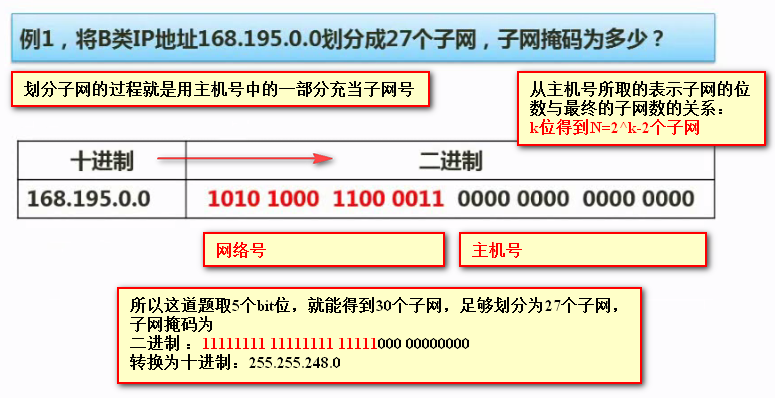 例1，将B类IP地址168.195.0.0划分成27个子网，子网掩码为多少？
划分子网的过程就是用主机号中的一部分充当子网号
从主机号所取的表示子网的位
数与最终的子网数的关系：
k位得到N=2^k-2个子网
十进制 二进制
168.195.0.0 1010 1000 1100 0011 0000 0000 0000 0000
网络号 主机号
所以这道题取5个bit位，就能得到30个子网，足够划分为27个子网，
子网掩码为
二进制 ：11111111 11111111 11111000 00000000
转换为十进制：255.255.248.0